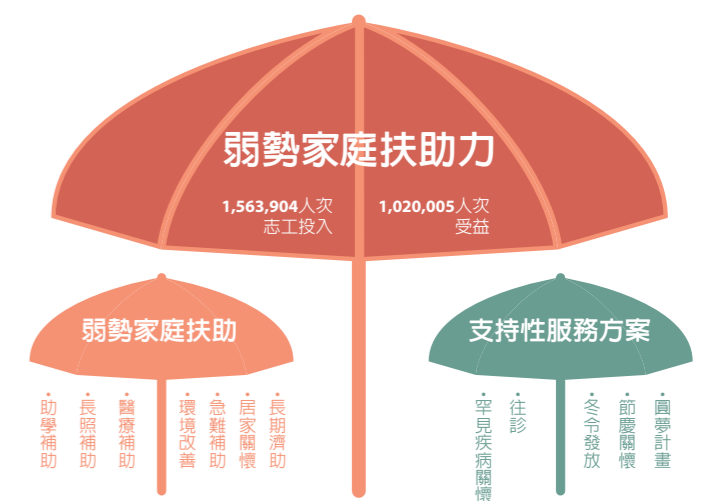 弱勢家庭扶助力
1,563,904人次
志工投入
1,020,005人次
受益
弱勢家庭扶助
•長期濟助
•居家關懷
•急難補助
•環境改善
•醫療補助
•長照補助
•助學補助
支持性服務方案
•圓夢計畫
•節慶關懷
•冬令發放
•往診
•罕見疾病關懷